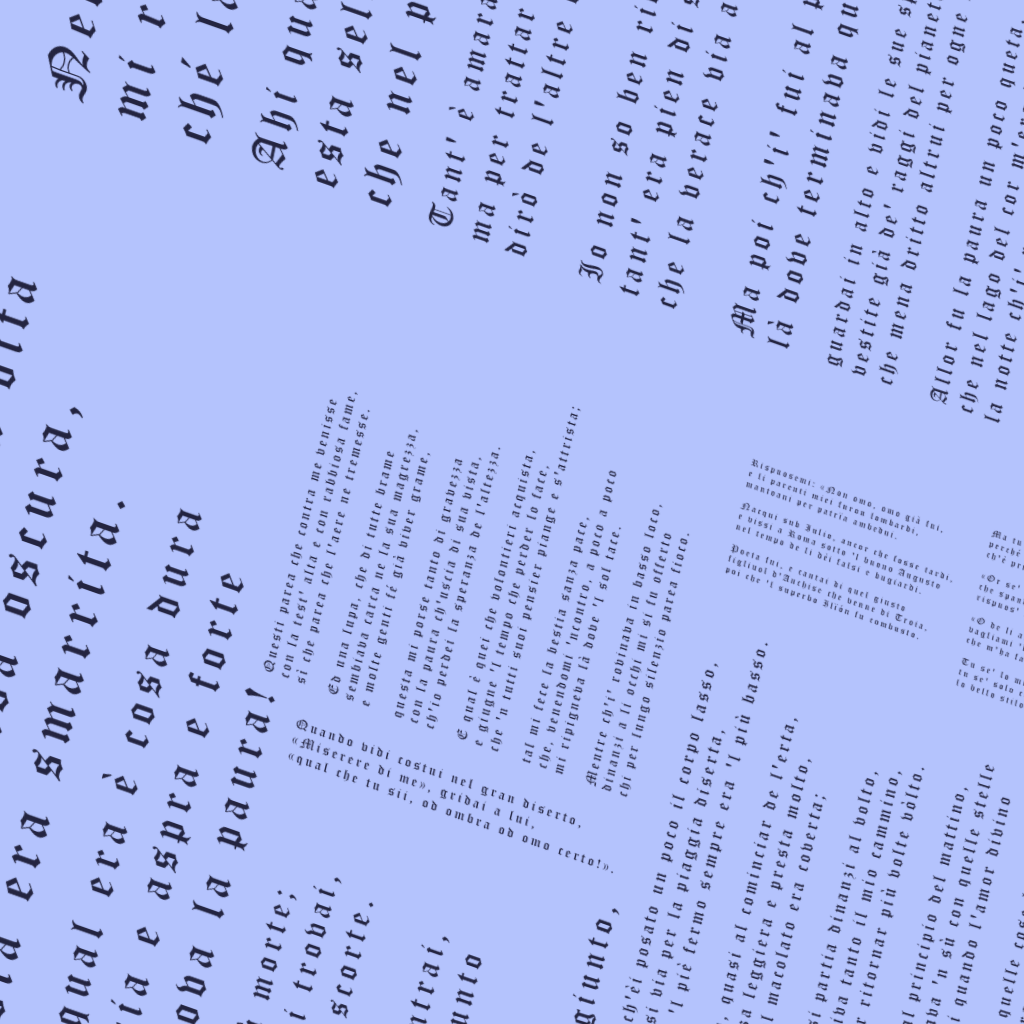 Ne
mi r
ché la
Ahi qua
esta sel
che nel p
Tant' è amara
ma per trattar
dirò de l'altre
Io non so ben ri
tant' era pien di s
che la verace via a
Ma poi ch'i' fui al p
là dove terminava qu
guardai in alto e vidi le sue s
vestite già de' raggi del pianet
che mena dritto altrui per ogne
Allor fu la paura un poco queta,
che nel lago del cor m'er
la notte ch'i'
olta
oscura,
era smarrita.
qual era è cosa dura
e aspra e forte
ova la paura!
morte;
i trovai,
scorte.
ntrai,
unto
giunto,
ch'èi posato un poco il corpo lasso,
si via per la piaggia diserta,
'l piè fermo sempre era 'l più basso.
quasi al cominciar de l'erta,
a leggiera e presta molto,
macolato era coverta;
si partia dinanzi al volto,
va tanto il mio cammino,
r ritornar più volte vòlto.
principio del mattino,
va 'n sù con quelle stelle
quando l'amor divino
quelle cose
Questi parea che contra me venisse
con la test' alta e con rabbiosa fame,
sì che parea che l'aere ne tremesse.
Ed una lupa, che di tutte brame
sembiava carca ne la sua magrezza,
e molte genti fé già viver grame,
questa mi porse tanto di gravezza
con la paura ch'uscia di sua vista,
ch'io perdei la speranza de l'altezza.
E qual è quei che volontieri acquista,
e giugne 'l tempo che perder lo face,
che 'n tutti suoi pensier piange e s'attrista;
tal mi fece la bestia sanza pace,
che, venendomi 'ncontro, a poco a poco
mi ripigneva là dove 'l sol tace.
Mentre ch'i' rovinava in basso loco,
dinanzi a li occhi mi si fu offerto
chi per lungo silenzio parea fioco.
Quando vidi costui nel gran diserto,
«Miserere di me», gridai a lui,
«qual che tu sii, od ombra od omo certo!».
Rispuosemi: «Non omo, omo già fui,
e li parenti miei furon lombardi,
mantoani per patrïa ambedui.
Nacqui sub Iulio, ancor che fosse tardi,
e vissi a Roma sotto 'l buono Augusto
nel tempo de li dèi falsi e bugiardi.
Poeta fui, e cantai di quel giusto
figliuol d'Anchise che venne di Troia,
poi che 'l superbo Ilïón fu combusto.
Ma tu
perché
ch'è pr
«Or se'
che span
rispuos'
«O de li a
vagliami '
che m'ha fa
Tu se' lo m
tu se' solo c
lo bello stilo